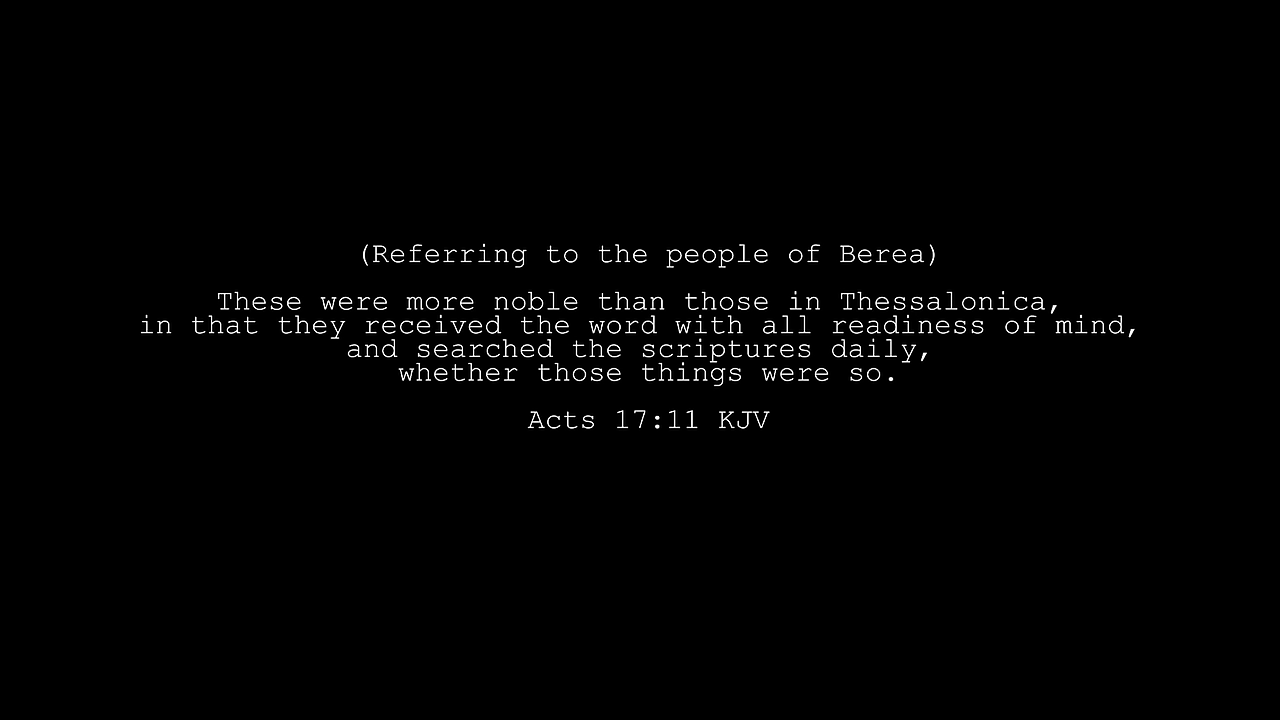 (Referring to the people of Berea)
These were more noble than those in Thessalonica,
in that they received the word with all readiness of mind,
and searched the scriptures daily,
whether those things were so.
Acts 17:11 KJV